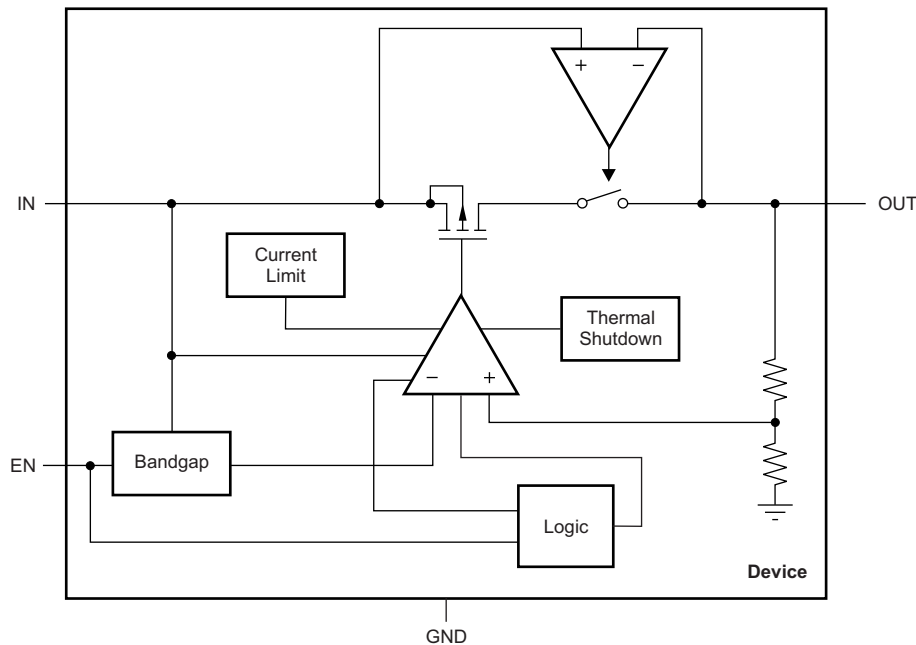 + −
IN
OUT
Current
Limit
Thermal
Shutdown
− +
EN
Bandgap
Logic
Device
GND